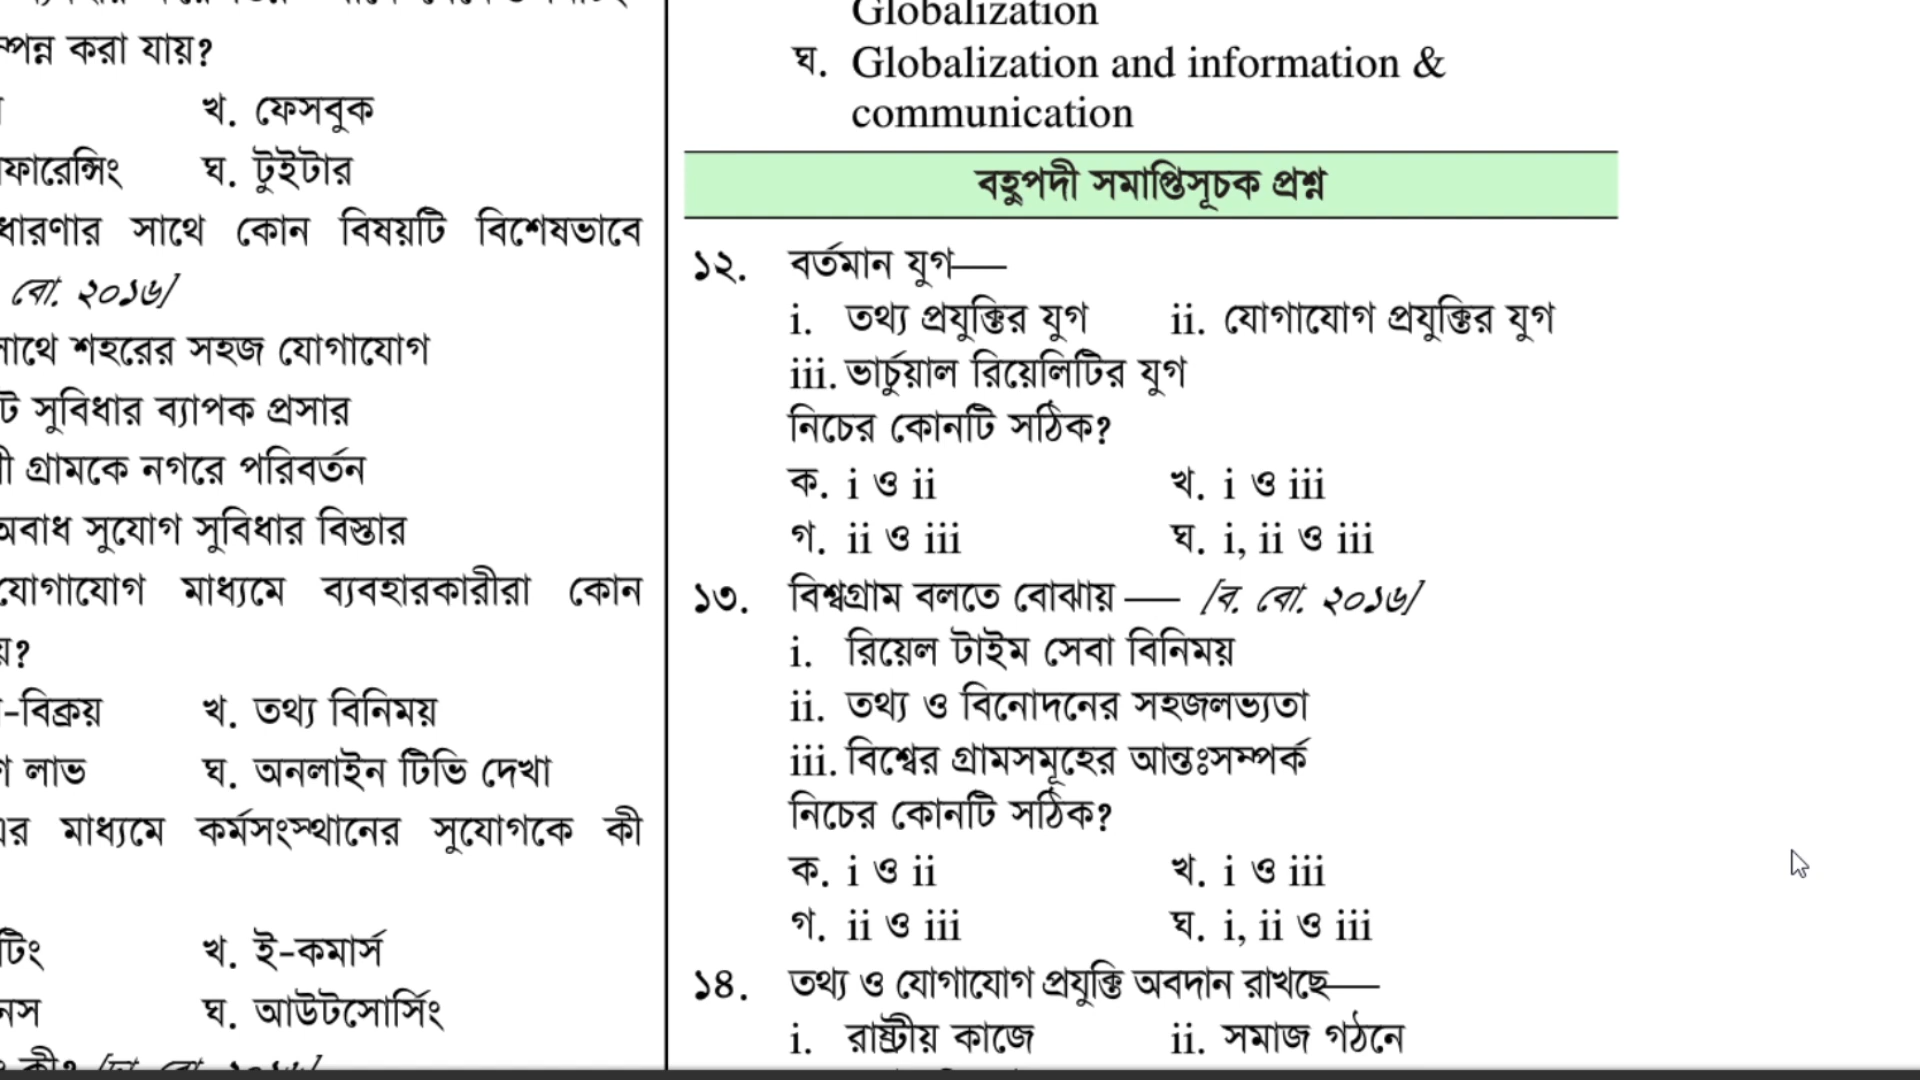 ম্পন্ন করা যায়?
খ. ফেসবুক
ফারেন্সিং ঘ. টুইটার
ধারণার সাথে কোন বিষয়টি বিশেষভাবে
বো. ২০১৬]
সাথে শহরের সহজ যোগাযোগ
ট সুবিধার ব্যাপক প্রসার
ী গ্রামকে নগরে পরিবর্তন
অবাধ সুযোগ সুবিধার বিস্তার
যোগাযোগ মাধ্যমে ব্যবহারকারীরা কোন
য়?
-বিক্রয় খ. তথ্য বিনিময়
লাভ ঘ. অনলাইন টিভি দেখা
এর মাধ্যমে কর্মসংস্থানের সুযোগকে কী
টিং খ. ই-কমার্স
নস ঘ. আউটসোর্সিং
Globalization
ঘ. Globalization and information &
communication
বহুপদী সমাপ্তিসূচক প্রশ্ন
১২. বর্তমান যুগ—
i. তথ্য প্রযুক্তির যুগ ii. যোগাযোগ প্রযুক্তির যুগ
iii. ভার্চুয়াল রিয়েলিটির যুগ
নিচের কোনটি সঠিক?
ক. i ও ii খ. i ও iii
গ. ii ও iii ঘ. i, ii ও iii
১৩. বিশ্বগ্রাম বলতে বোঝায় — [ব. বো. ২০১৬]
i. রিয়েল টাইম সেবা বিনিময়
ii. তথ্য ও বিনোদনের সহজলভ্যতা
iii. বিশ্বের গ্রামসমূহের আন্তঃসম্পর্ক
নিচের কোনটি সঠিক?
ক. i ও ii খ. i ও iii
গ. ii ও iii ঘ. i, ii ও iii
১৪. তথ্য ও যোগাযোগ প্রযুক্তি অবদান রাখছে—
i. রাষ্ট্রীয় কাজে ii. সমাজ গঠনে